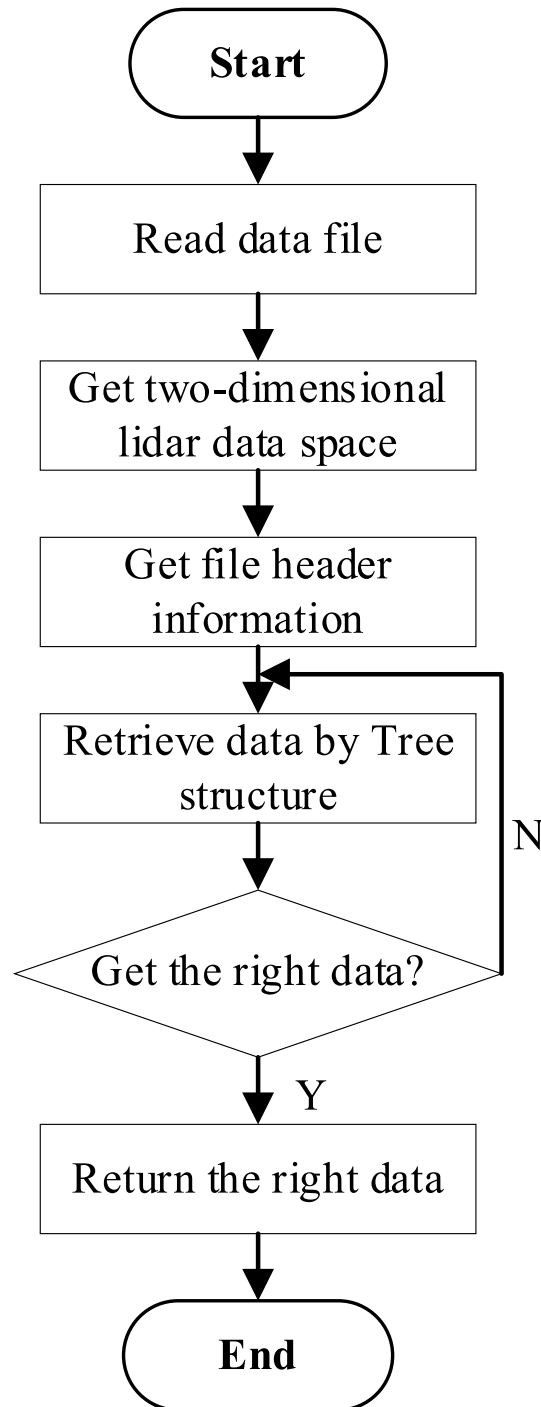 Start
Read data file
Get two-dimensional
lidar data space
Get file header
information
Retrieve data by Tree
structure
N
Get the right data?
Y
Return the right data
End